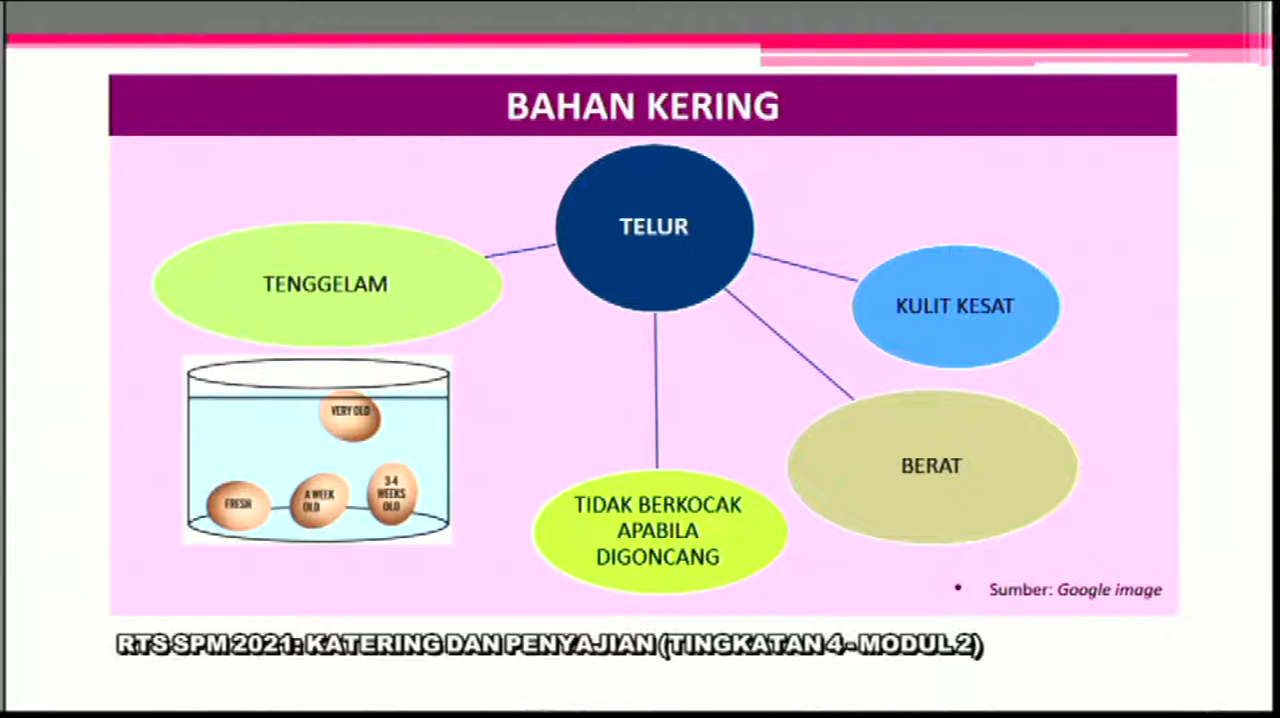 BAHAN KERING
TELUR
TENGGELAM
KULIT KESAT
VERY OLD
FRESH
A WEEK
OLD
3-4
WEEKS
OLD
BERAT
TIDAK BERKOCAK
APABILA
DIGONCANG
• Sumber: Google image
RTS SPM 2021: KATERING DAN PENYAJIAN (TINGKATAN 4 - MODUL 2)